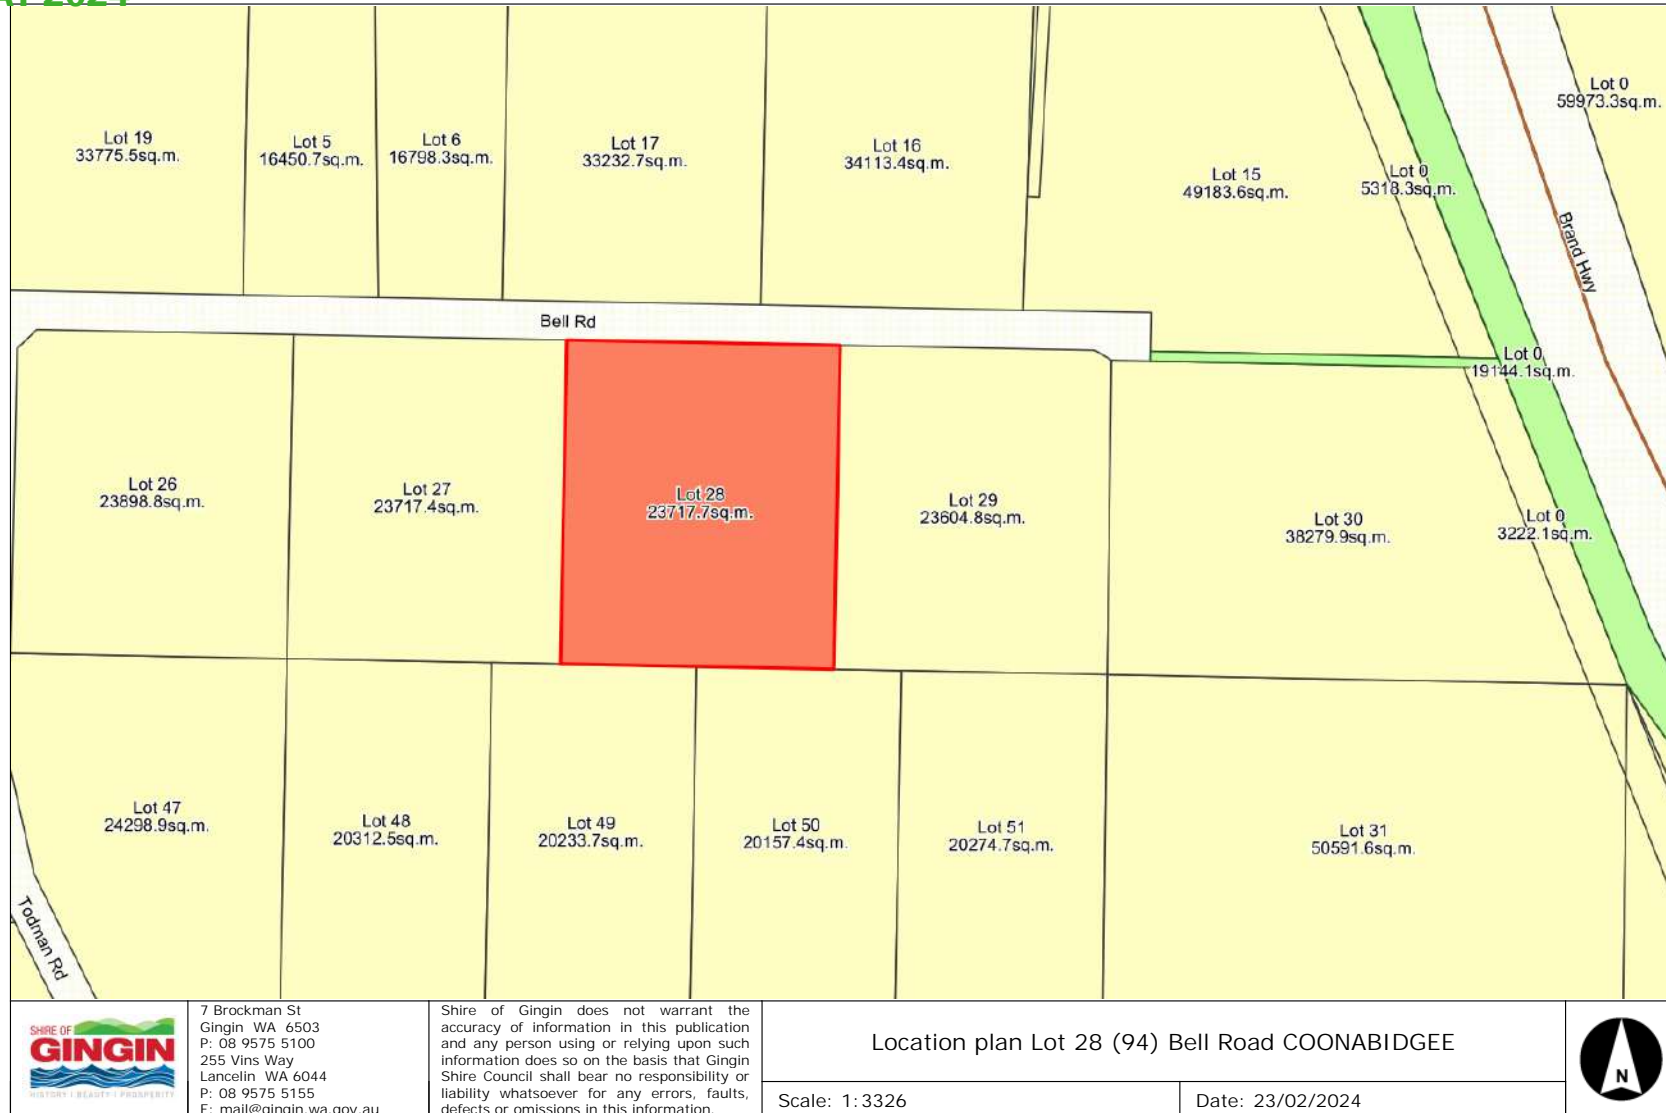 2024
Lot 0
59973.3sq.m.
Lot 19
33775.5sq.m.
Lot 5
16450.7sq.m.
Lot 6
16798.3sq.m.
Lot 17
33232.7sq.m.
Lot 16
34113.4sq.m.
Lot 15
49183.6sq.m.
Lot 0
5318.3sq.m.
Brand Hwy
Bell Rd
Lot 0
19144.1sq.m.
Lot 26
23898.8sq.m.
Lot 27
23717.4sq.m.
Lot 28
23717.7sq.m.
Lot 29
23604.8sq.m.
Lot 30
38279.9sq.m.
Lot 0
3222.1sq.m.
Lot 47
24298.9sq.m.
Lot 48
20312.5sq.m.
Lot 49
20233.7sq.m.
Lot 50
20157.4sq.m.
Lot 51
20274.7sq.m.
Lot 31
50591.6sq.m.
Todman Rd
SHIRE OF
GINGIN
HISTORY | BEAUTY | PROSPERITY
7 Brockman St
Gingin WA 6503
P: 08 9575 5100
255 Vins Way
Lancelin WA 6044
P: 08 9575 5155
E: mail@gingin.wa.gov.au
Shire of Gingin does not warrant the
accuracy of information in this publication
and any person using or relying upon such
information does so on the basis that Gingin
Shire Council shall bear no responsibility or
liability whatsoever for any errors, faults,
defects or omissions in this information.
Location plan Lot 28 (94) Bell Road COONABIDGEE
Scale: 1:3326
Date: 23/02/2024
N